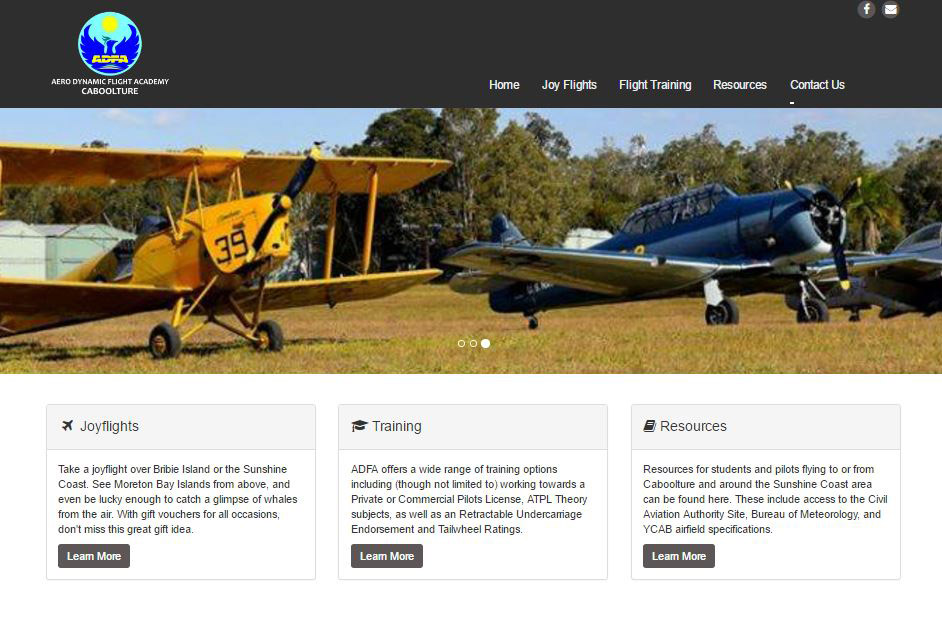 ADFA
AERO DYNAMIC FLIGHT ACADEMY
CABOOLTURE
Home Joy Flights Flight Training Resources Contact Us
39
Joyflights
Take a joyflight over Bribie Island or the Sunshine
Coast. See Moreton Bay Islands from above, and
even be lucky enough to catch a glimpse of whales
from the air. With gift vouchers for all occasions,
don't miss this great gift idea.
Learn More
Training
ADFA offers a wide range of training options
including (though not limited to) working towards a
Private or Commercial Pilots License, ATPL Theory
subjects, as well as an Retractable Undercarriage
Endorsement and Tailwheel Ratings.
Learn More
Resources
Resources for students and pilots flying to or from
Caboolture and around the Sunshine Coast area
can be found here. These include access to the Civil
Aviation Authority Site, Bureau of Meteorology, and
YCAB airfield specifications.
Learn More